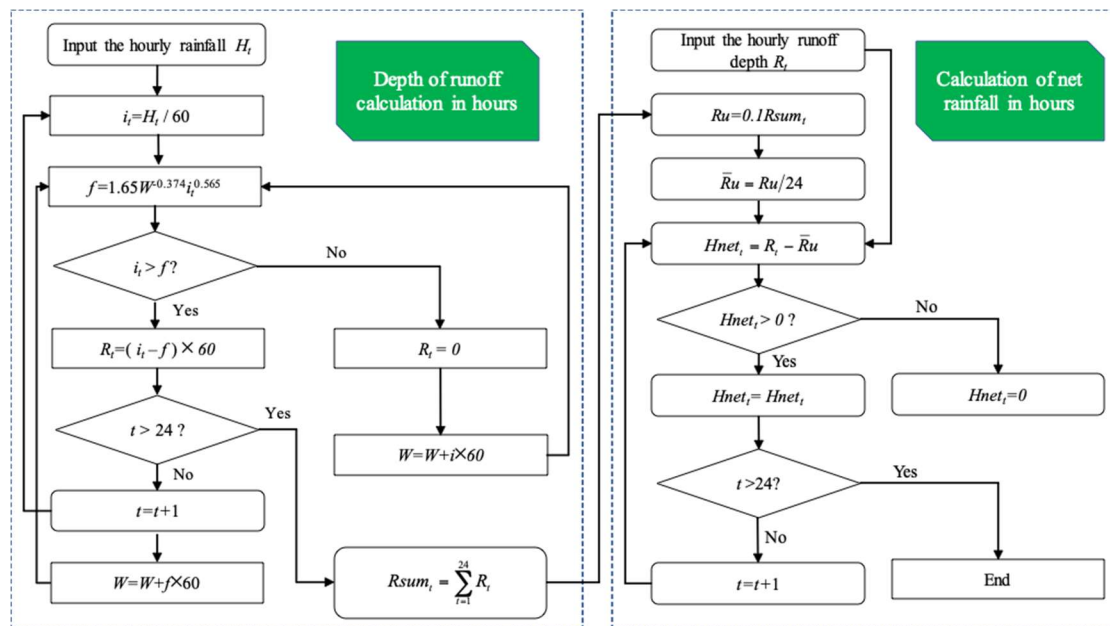 Input the hourly rainfall Hₜ
Depth of runoff
calculation in hours
iₜ=Hₜ / 60
f=1.65W⁻⁰·³⁷⁴iₜ⁰·⁵⁶⁵
iₜ > f ?
No
Yes
Rₜ=( iₜ – f ) × 60
Rₜ = 0
t > 24 ?
Yes
W=W+i×60
No
t=t+1
W=W+f×60
Rsumₜ = ∑ Rₜ
24
t=1
Input the hourly runoff
depth Rₜ
Calculation of net
rainfall in hours
Ru=0.1Rsumₜ
R̄u = Ru/24
Hnetₜ = Rₜ − R̄u
Hnetₜ > 0 ?
No
Yes
Hnetₜ= Hnetₜ
Hnetₜ=0
t >24?
Yes
No
t=t+1
End